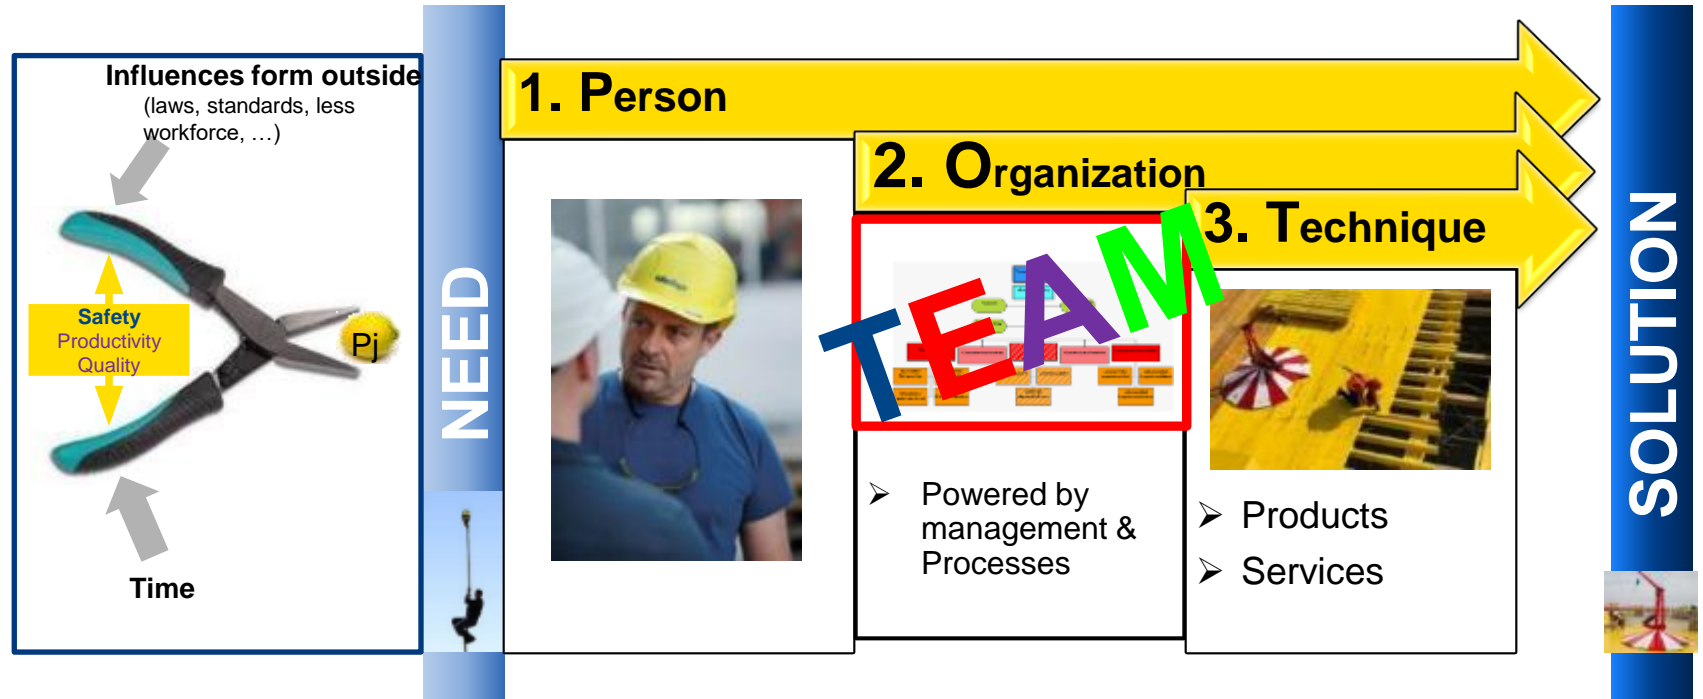 Influences form outside
(laws, standards, less
workforce, …)
Safety
Productivity
Quality
Pj
Time
NEED
1. Person
2. Organization
TEAM
➢ Powered by
management &
Processes
3. Technique
➢ Products
➢ Services
SOLUTION